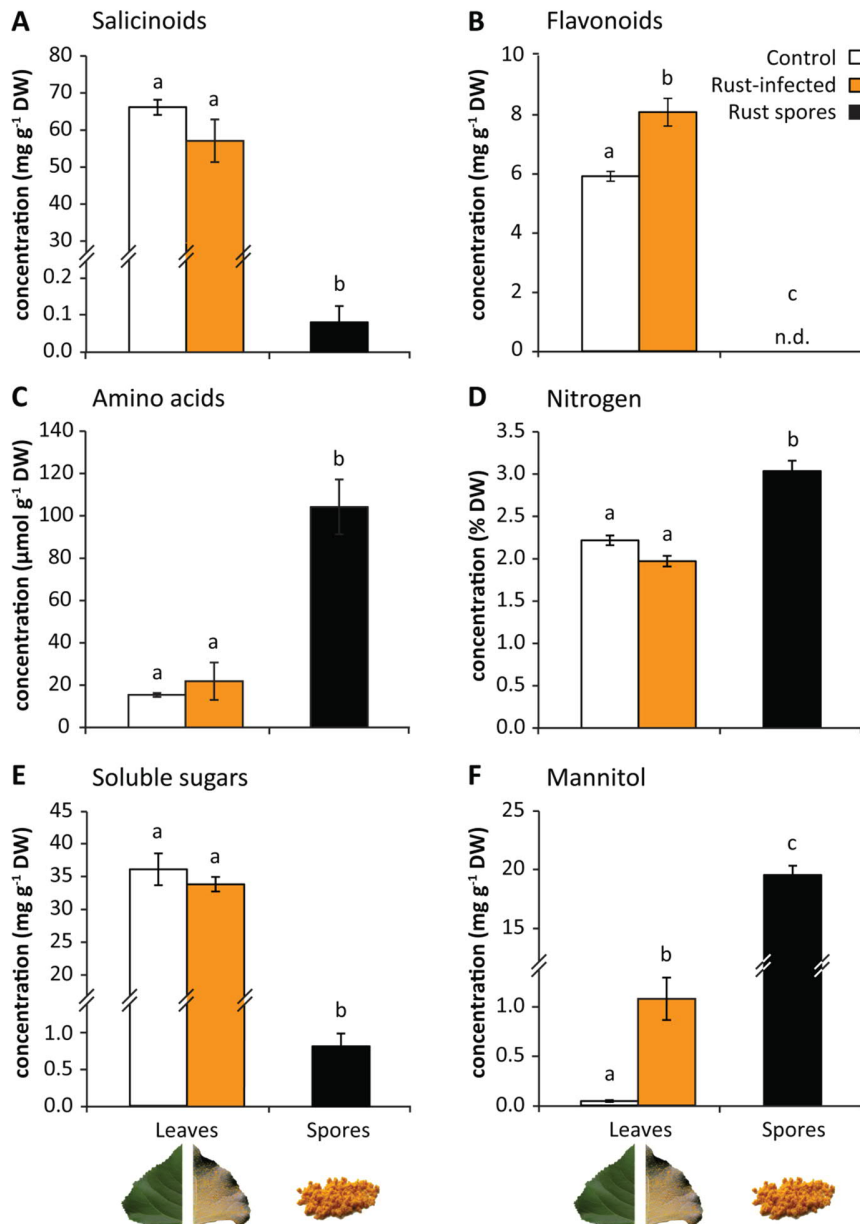 A Salicinoids
concentration (mg g⁻¹ DW)
80
70
60
50
40
30
0.2
0.1
0.0
a
a
b
B Flavonoids
concentration (mg g⁻¹ DW)
10
8
6
4
2
0
a
b
c
n.d.
Control
Rust-infected
Rust spores
C Amino acids
concentration (µmol g⁻¹ DW)
140
120
100
80
60
40
20
0
a
a
b
D Nitrogen
concentration (% DW)
3.5
3.0
2.5
2.0
1.5
1.0
0.5
0.0
a
a
b
E Soluble sugars
concentration (mg g⁻¹ DW)
45
40
35
30
25
20
1.0
0.5
0.0
a
a
b
Leaves Spores
F Mannitol
concentration (mg g⁻¹ DW)
25
20
15
1.0
0.5
0.0
a
b
c
Leaves Spores